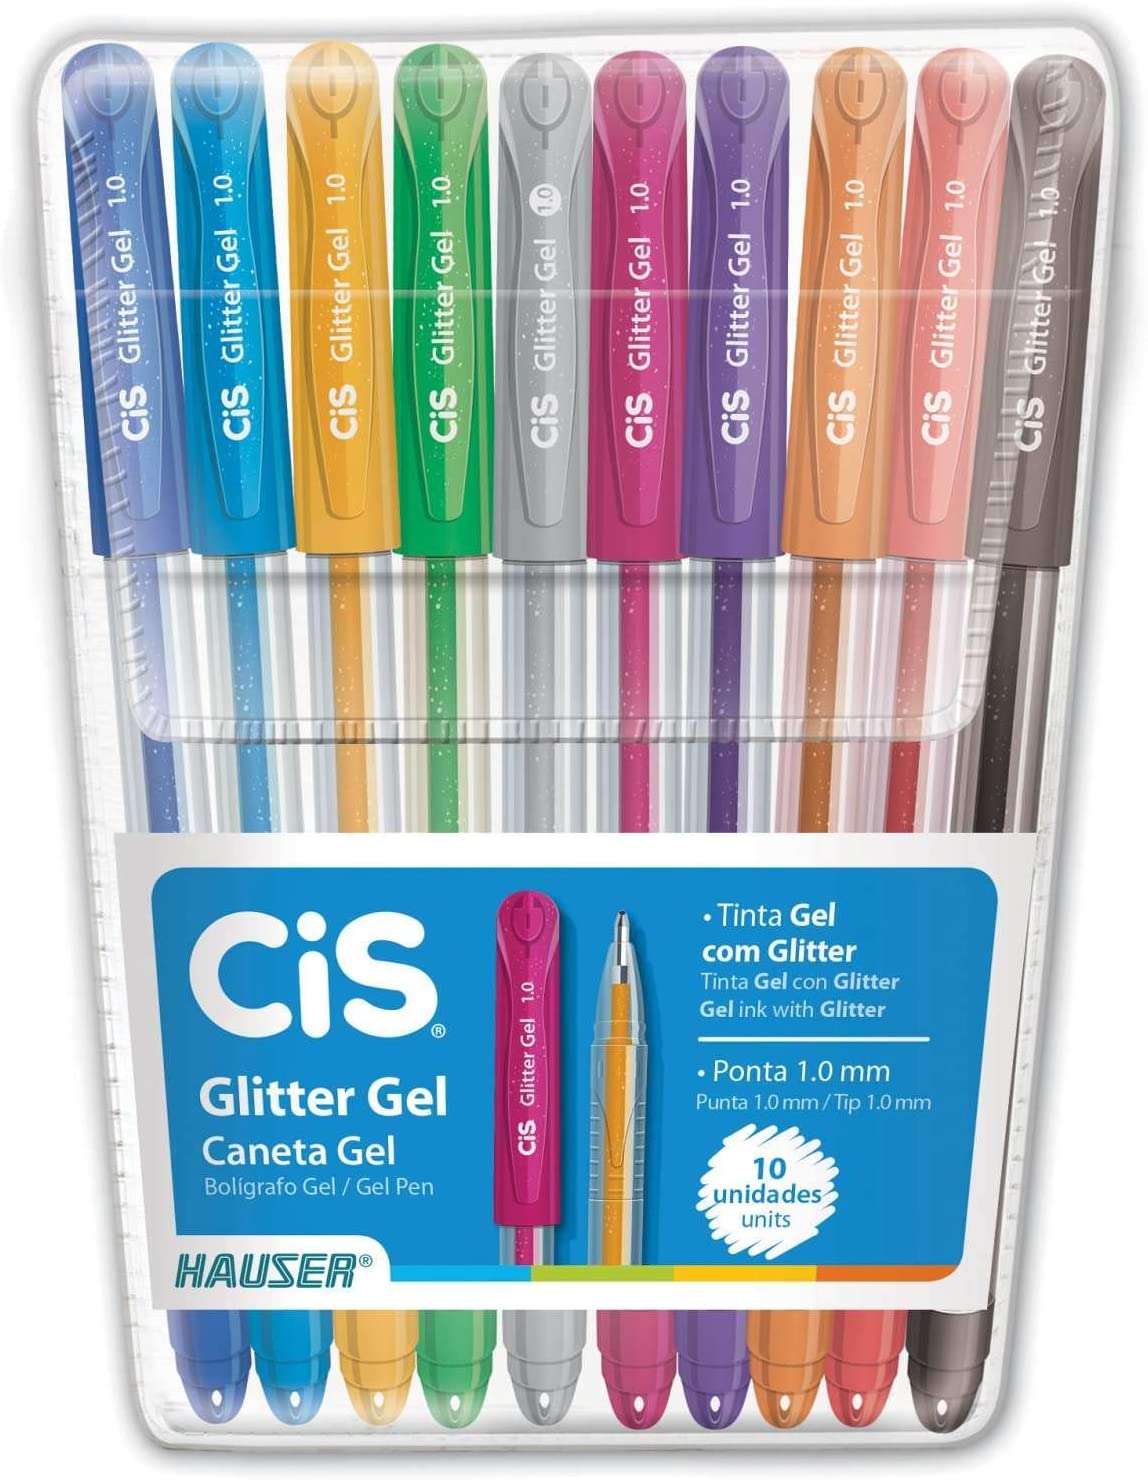 CiS Glitter Gel 1.0
CiS Glitter Gel 1.0
CiS Glitter Gel 1.0
CiS Glitter Gel 1.0
CiS Glitter Gel 1.0
CiS Glitter Gel 1.0
CiS Glitter Gel 1.0
CiS Glitter Gel 1.0
CiS Glitter Gel 1.0
CiS Glitter Gel 1.0
CiS®
Glitter Gel
Caneta Gel
Bolígrafo Gel / Gel Pen
HAUSER®
CiS Glitter Gel 1.0
• Tinta Gel
com Glitter
Tinta Gel con Glitter
Gel ink with Glitter
• Ponta 1.0 mm
Punta 1.0 mm / Tip 1.0 mm
10
unidades
units